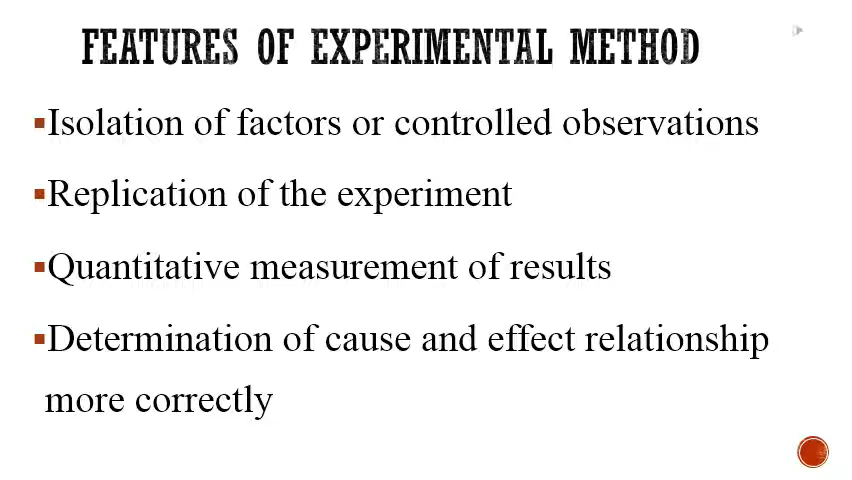 FEATURES OF EXPERIMENTAL METHOD
▪Isolation of factors or controlled observations
▪Replication of the experiment
▪Quantitative measurement of results
▪Determination of cause and effect relationship
more correctly